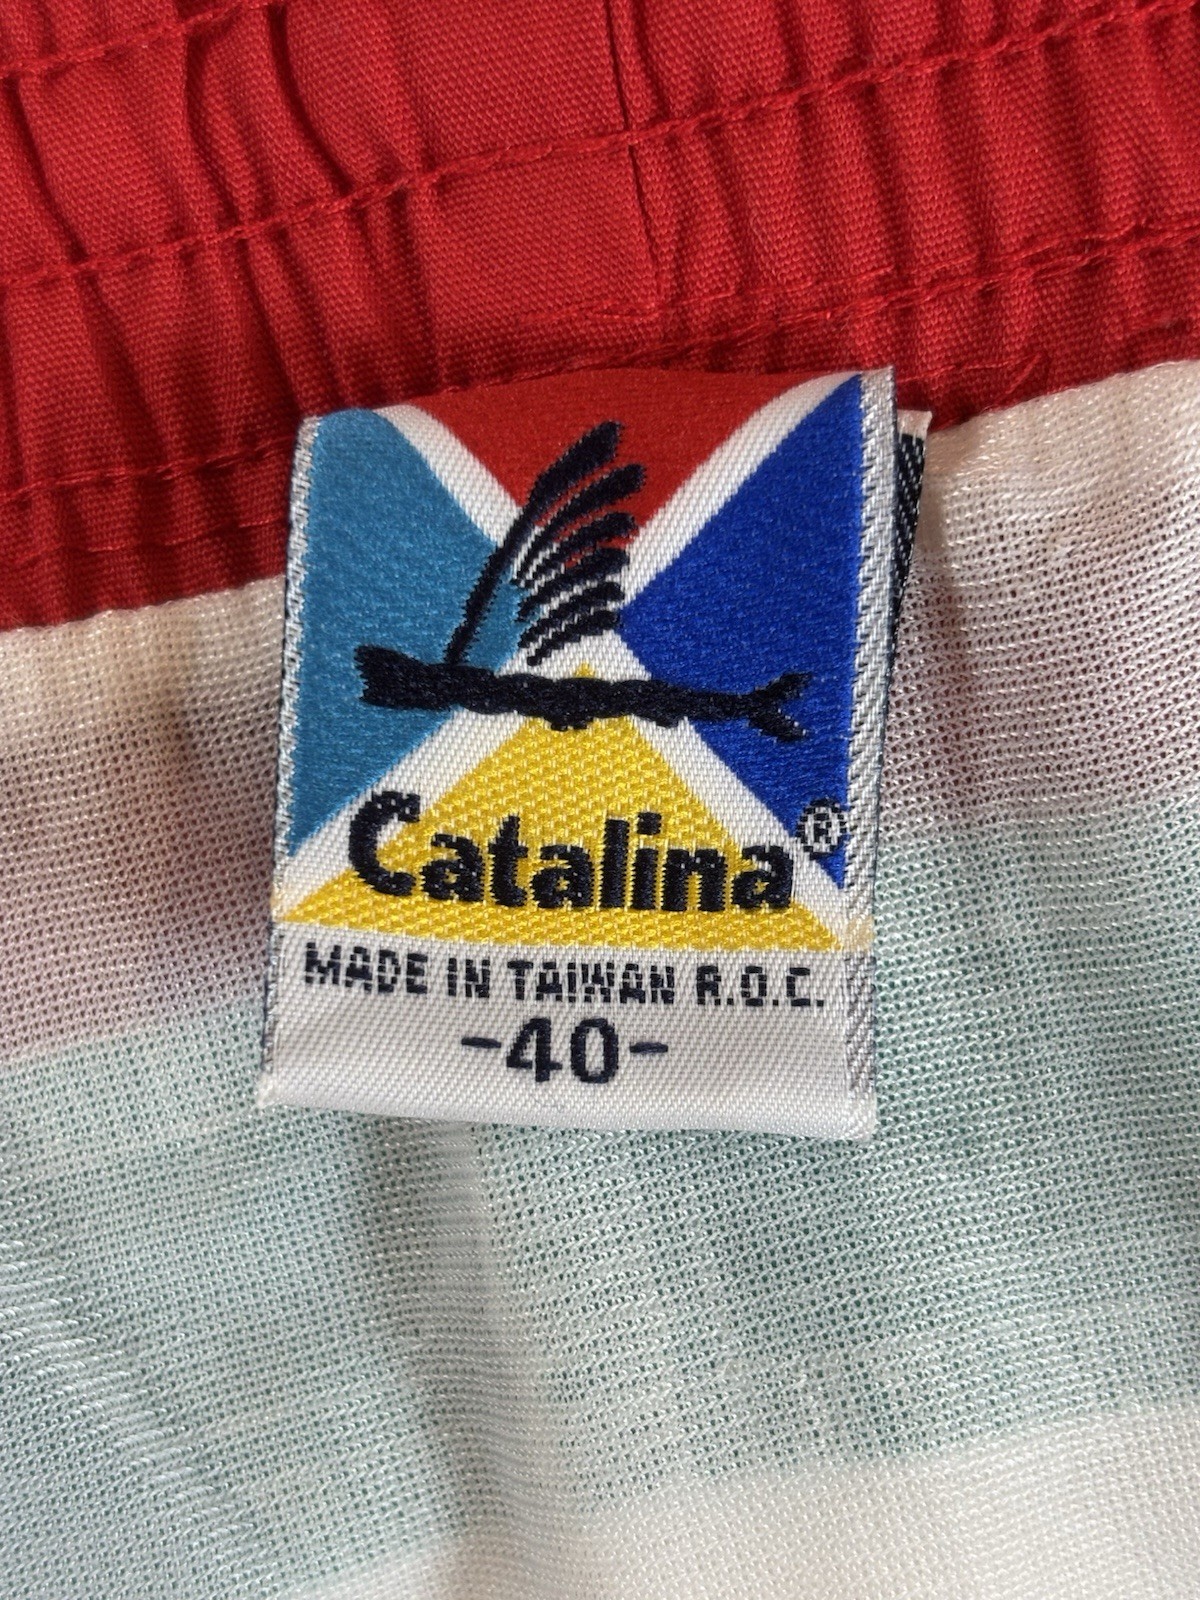 Catalina®
MADE IN TAIWAN R.O.C.
-40-